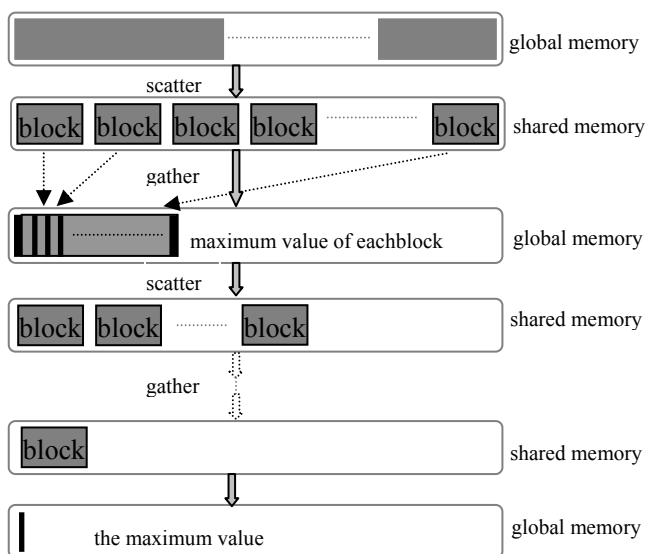 global memory
scatter
block block block block block
shared memory
gather
maximum value of eachblock
global memory
scatter
block block block
shared memory
gather
block
shared memory
the maximum value
global memory